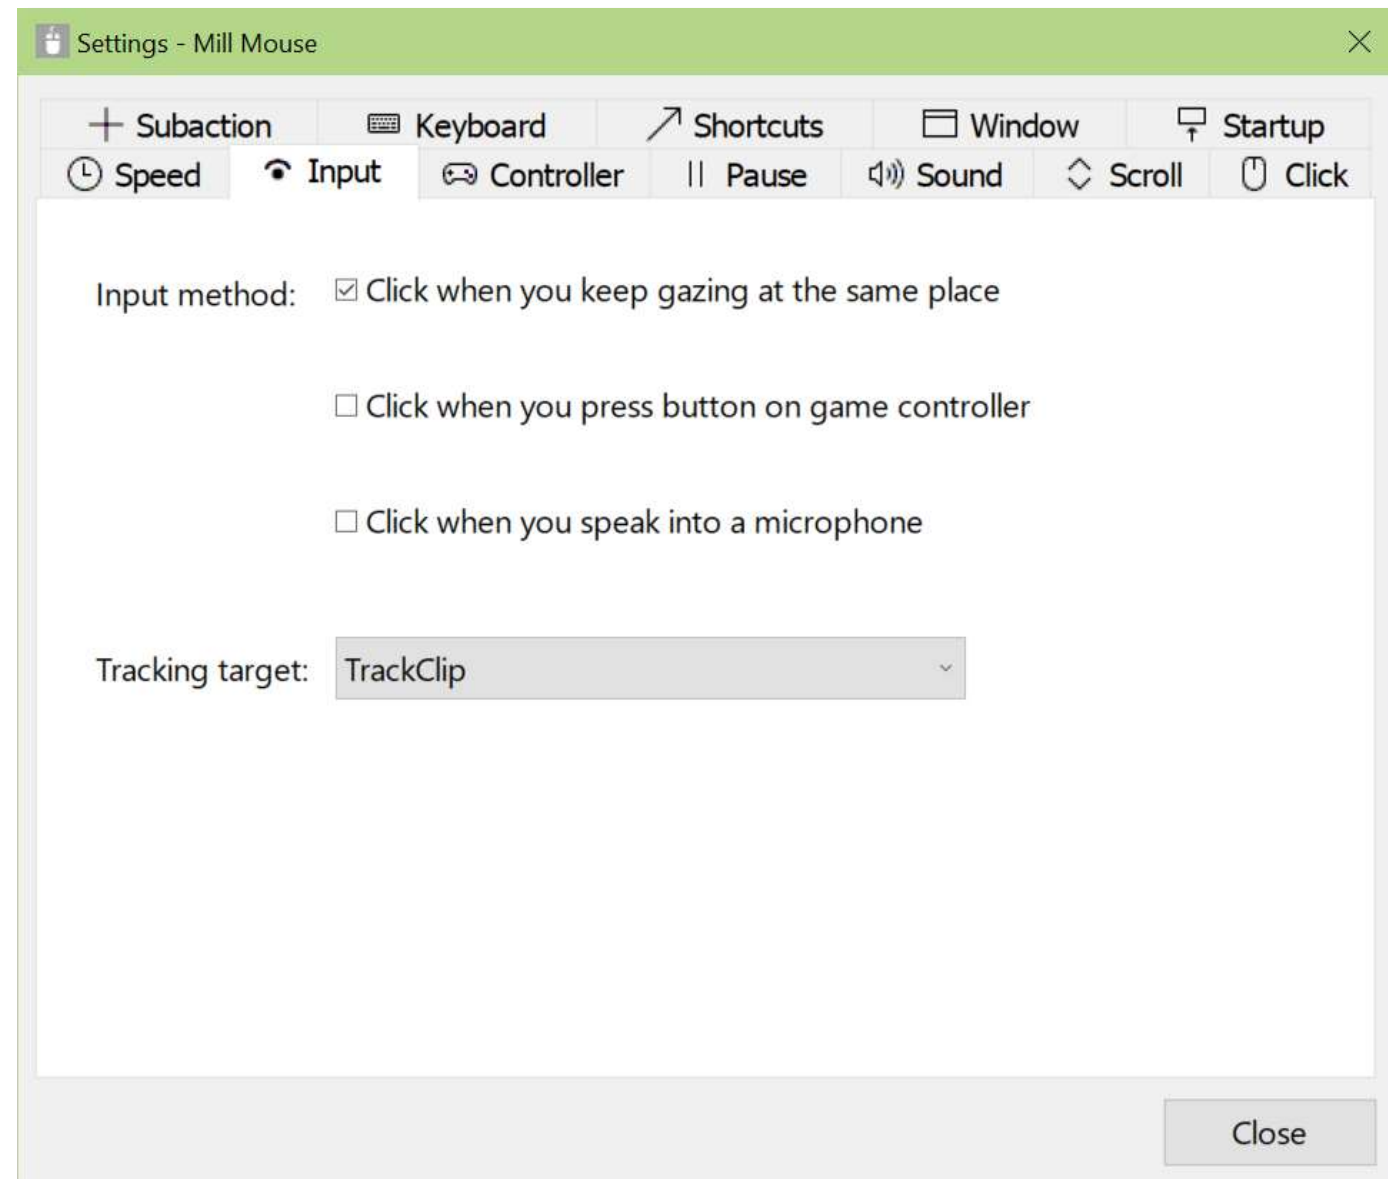 Settings - Mill Mouse
Subaction Keyboard Shortcuts Window Startup
Speed Input Controller Pause Sound Scroll Click
Input method: Click when you keep gazing at the same place
Click when you press button on game controller
Click when you speak into a microphone
Tracking target: TrackClip
Close